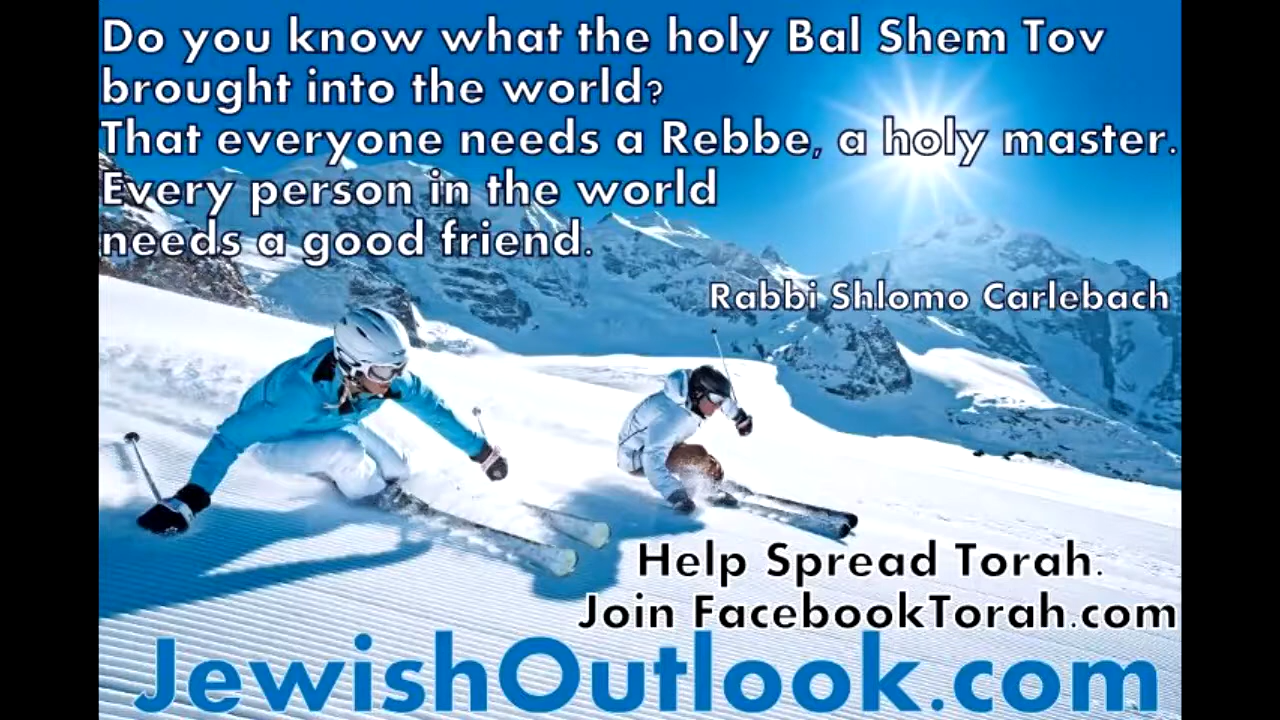 Do you know what the holy Bal Shem Tov
brought into the world?
That everyone needs a Rebbe, a holy master.
Every person in the world
needs a good friend.
Rabbi Shlomo Carlebach
Help Spread Torah.
Join FacebookTorah.com
JewishOutlook.com